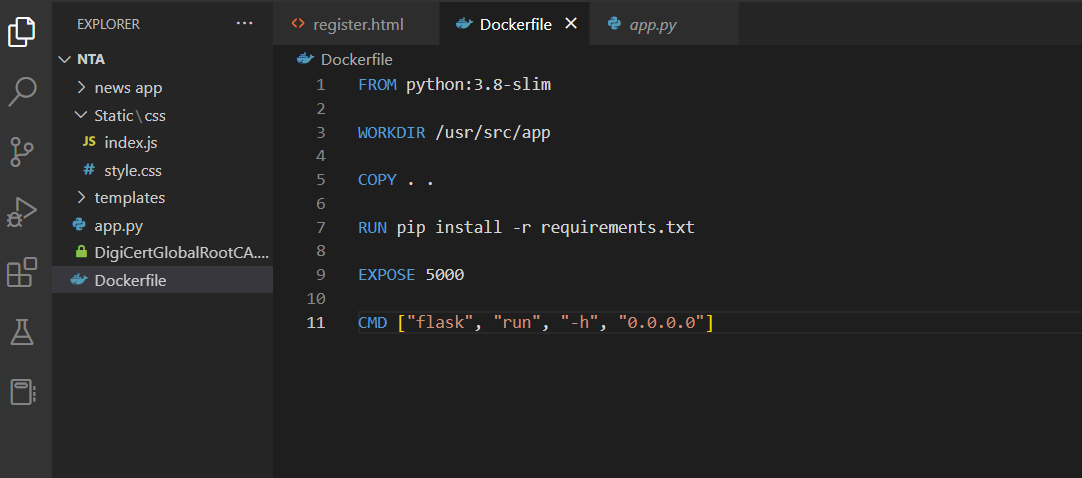 EXPLORER
NTA
news app
Static\css
JS index.js
# style.css
templates
app.py
DigiCertGlobalRootCA....
Dockerfile
<> register.html
Dockerfile
app.py
Dockerfile
1 FROM python:3.8-slim
2
3 WORKDIR /usr/src/app
4
5 COPY . .
6
7 RUN pip install -r requirements.txt
8
9 EXPOSE 5000
10
11 CMD ["flask", "run", "-h", "0.0.0.0"]